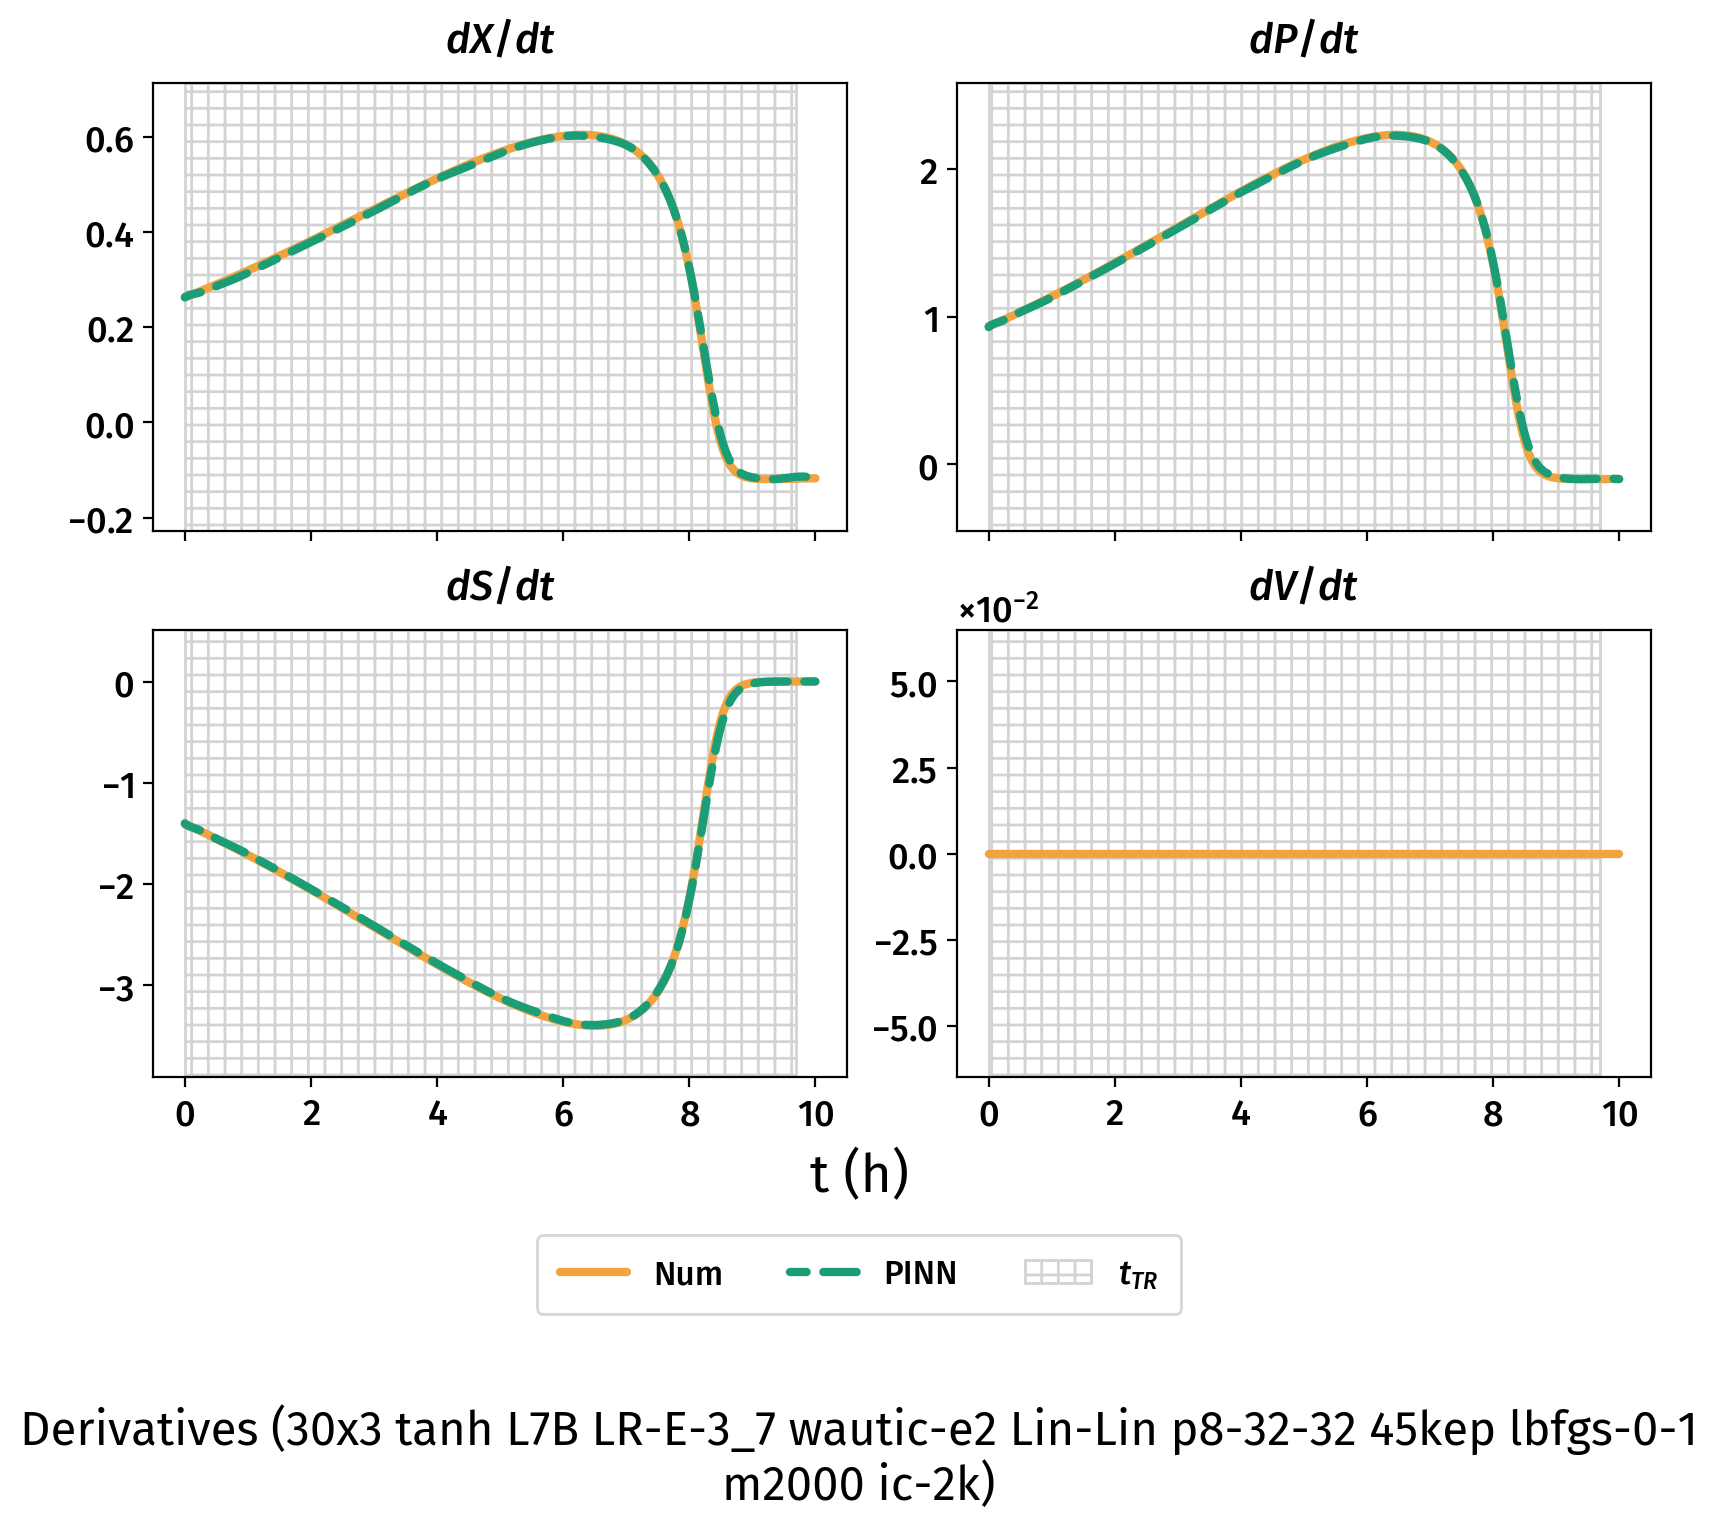 dX/dt
dP/dt
0.6
0.4
0.2
0.0
−0.2
2
1
0
dS/dt
dV/dt
×10⁻²
0
−1
−2
−3
5.0
2.5
0.0
−2.5
−5.0
0 2 4 6 8 10
0 2 4 6 8 10
t (h)
Num PINN t_TR
Derivatives (30x3 tanh L7B LR-E-3_7 wautic-e2 Lin-Lin p8-32-32 45kep lbfgs-0-1
m2000 ic-2k)